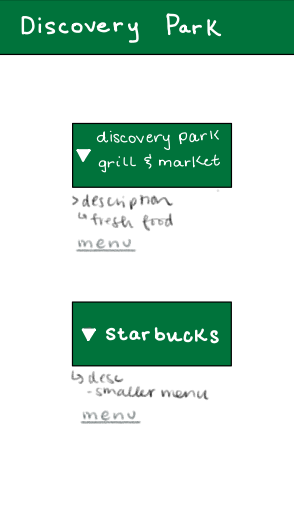 Discovery Park
discovery park
grill & market
> description
↳ fresh food
menu
starbucks
↳ desc
- smaller menu
menu